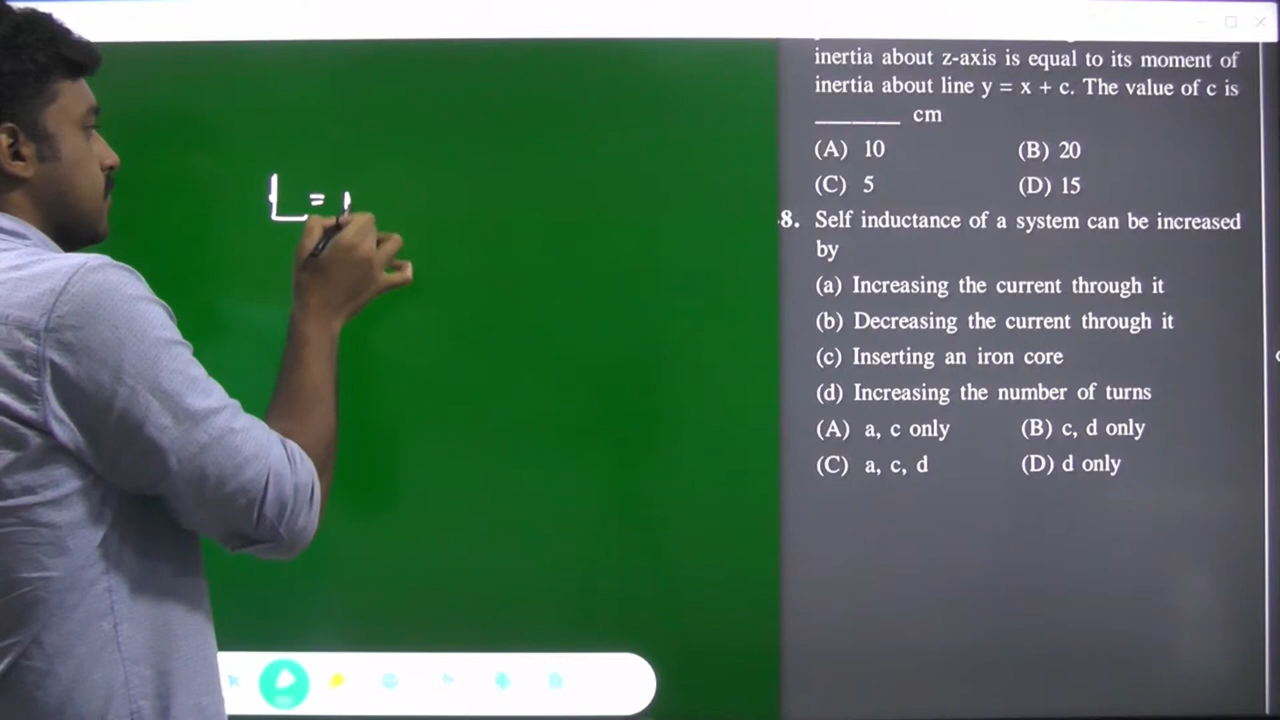 L =
inertia about z-axis is equal to its moment of
inertia about line y = x + c. The value of c is
________ cm
(A) 10 (B) 20
(C) 5 (D) 15
8. Self inductance of a system can be increased
by
(a) Increasing the current through it
(b) Decreasing the current through it
(c) Inserting an iron core
(d) Increasing the number of turns
(A) a, c only (B) c, d only
(C) a, c, d (D) d only